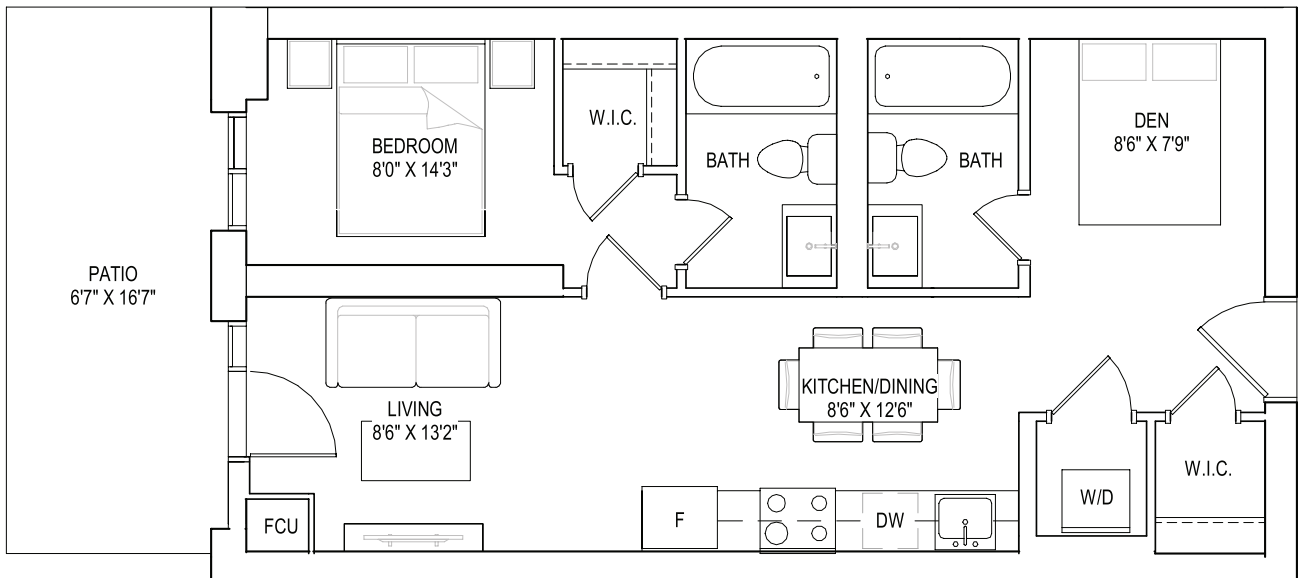 BEDROOM
8'0" X 14'3"
W.I.C.
BATH
BATH
DEN
8'6" X 7'9"
PATIO
6'7" X 16'7"
LIVING
8'6" X 13'2"
KITCHEN/DINING
8'6" X 12'6"
FCU
F
DW
W/D
W.I.C.